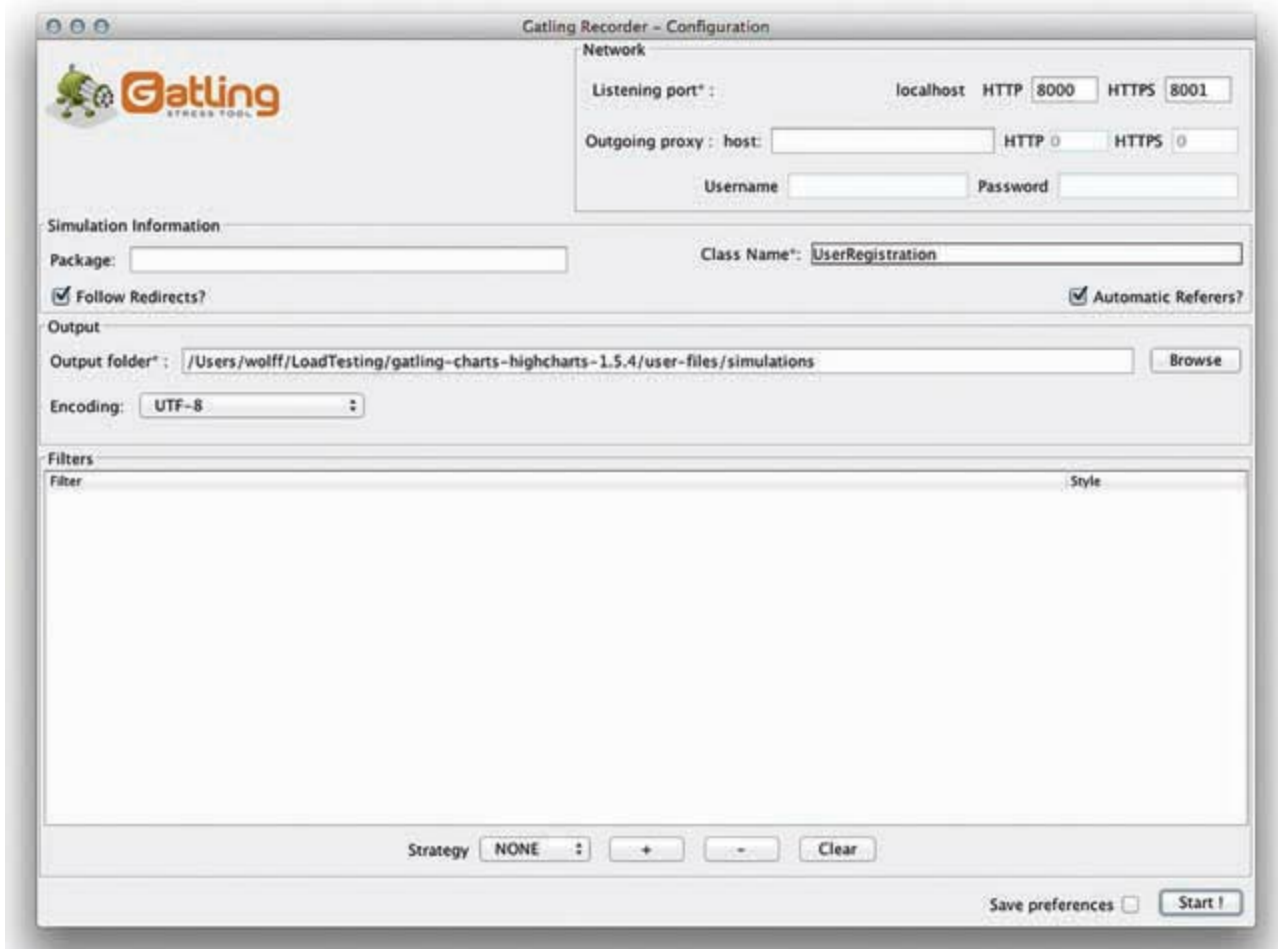 Gatling Recorder - Configuration
Gatling
STRESS TOOL
Network
Listening port* : localhost HTTP 8000 HTTPS 8001
Outgoing proxy : host: HTTP 0 HTTPS 0
Username Password
Simulation Information
Package: Class Name*: UserRegistration
Follow Redirects? Automatic Referers?
Output
Output folder* : /Users/wolff/LoadTesting/gatling-charts-highcharts-1.5.4/user-files/simulations Browse
Encoding: UTF-8
Filters
Filter Style
Strategy NONE + - Clear
Save preferences Start !